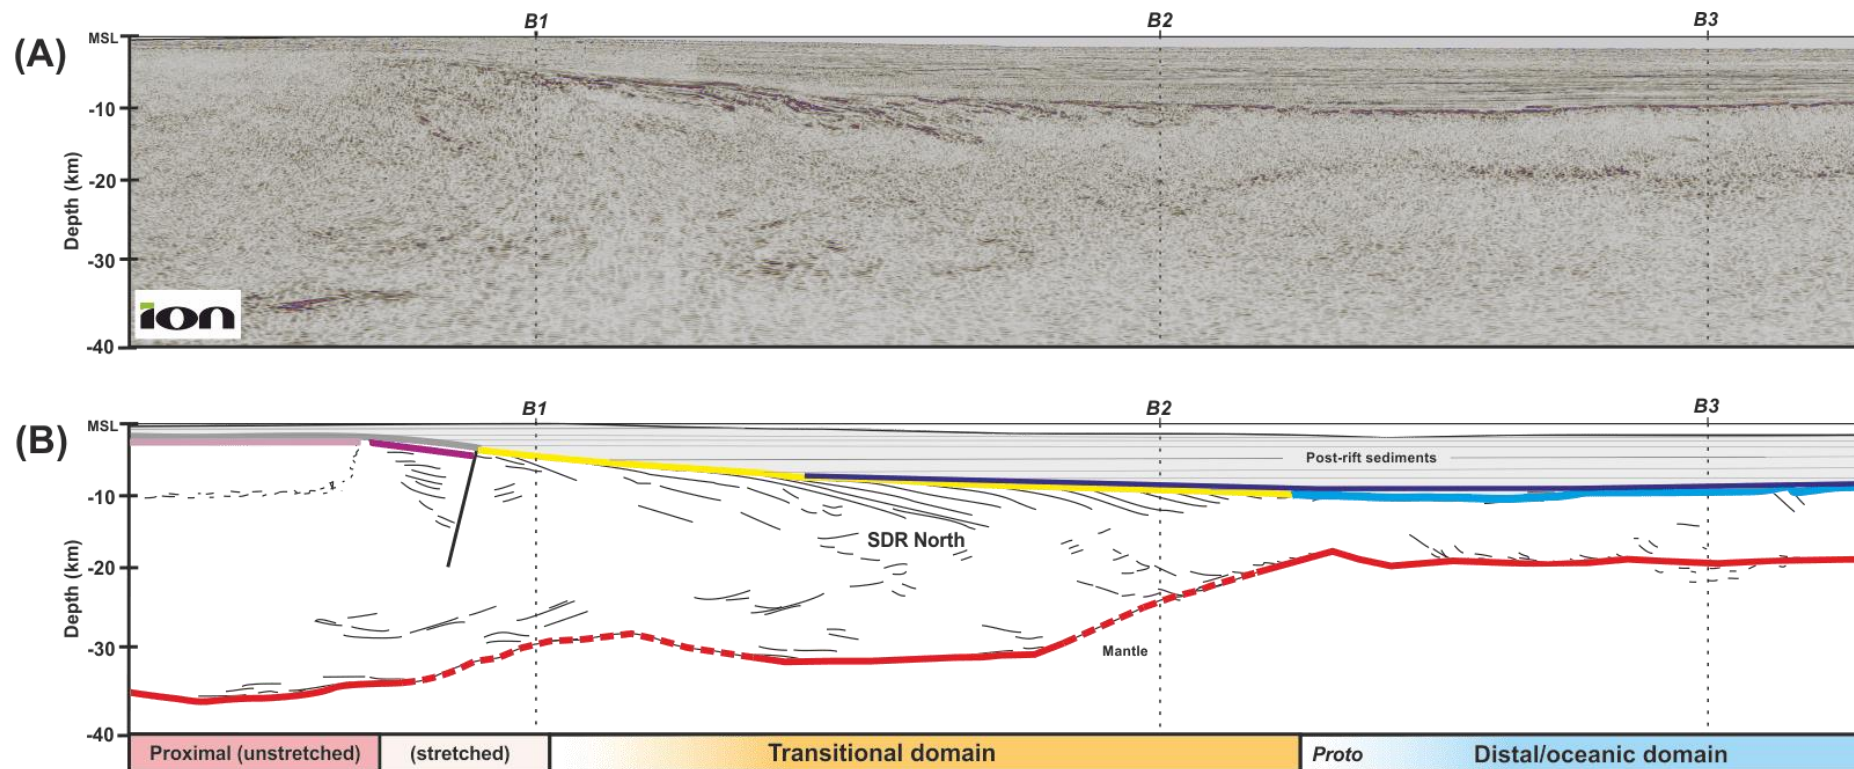 B1 B2 B3
(A)
MSL
-10
-20
-30
-40
Depth (km)
ion
B1 B2 B3
(B)
MSL
-10
-20
-30
-40
Depth (km)
Post-rift sediments
SDR North
Mantle
Proximal (unstretched) (stretched) Transitional domain Proto Distal/oceanic domain